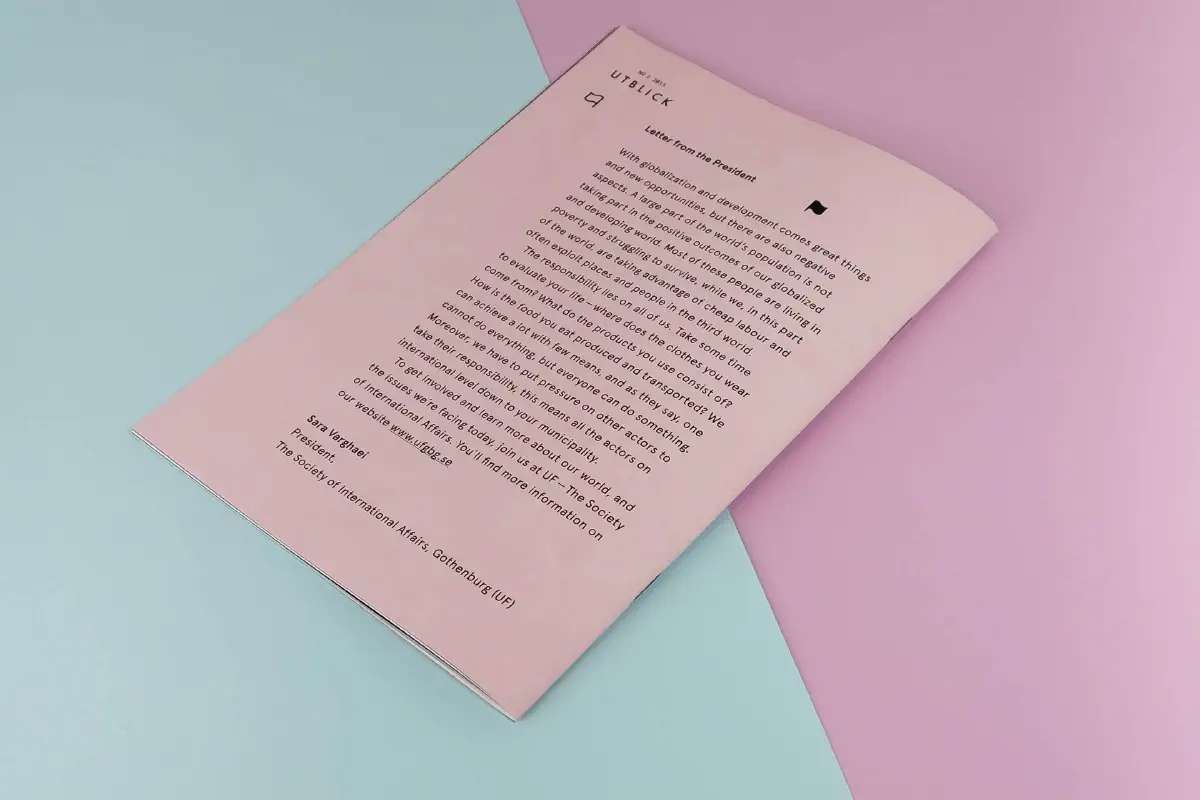 UTBLICK
Letter from the President
With globalization and development comes great things
and new opportunities, but there are also negative
aspects. A large part of the world's population is not
taking part in the positive outcomes of our globalized
and developing world. Most of these people are living in
poverty and struggling to survive, while we, in this part
of the world, are taking advantage of cheap labour and
often exploit places and people in the third world.
The responsibility lies on all of us. Take some time
to evaluate your life—where does the clothes you wear
come from? What do the products you use consist of?
How is the food you eat produced and transported? We
can achieve a lot with few means, and as they say, one
cannot do everything, but everyone can do something.
Moreover, we have to put pressure on other actors to
take their responsibility, this means all the actors on
international level down to your municipality.
To get involved and learn more about our world, and
the issues we're facing today, join us at UF—The Society
of International Affairs. You'll find more information on
our website www.ufgbg.se
Sara Varghaei
President,
The Society of International Affairs, Gothenburg (UF)